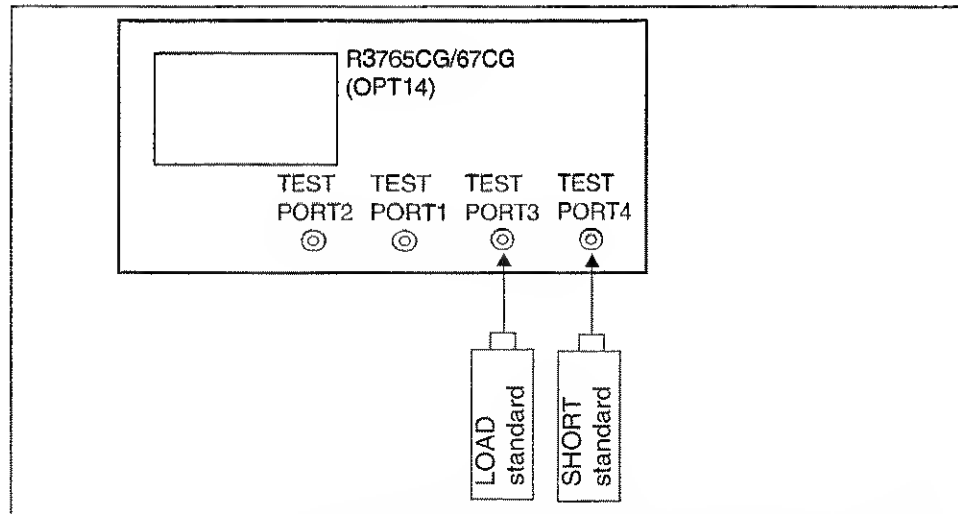 R3765CG/67CG
(OPT14)
TEST TEST TEST TEST
PORT2 PORT1 PORT3 PORT4
LOAD
standard
SHORT
standard